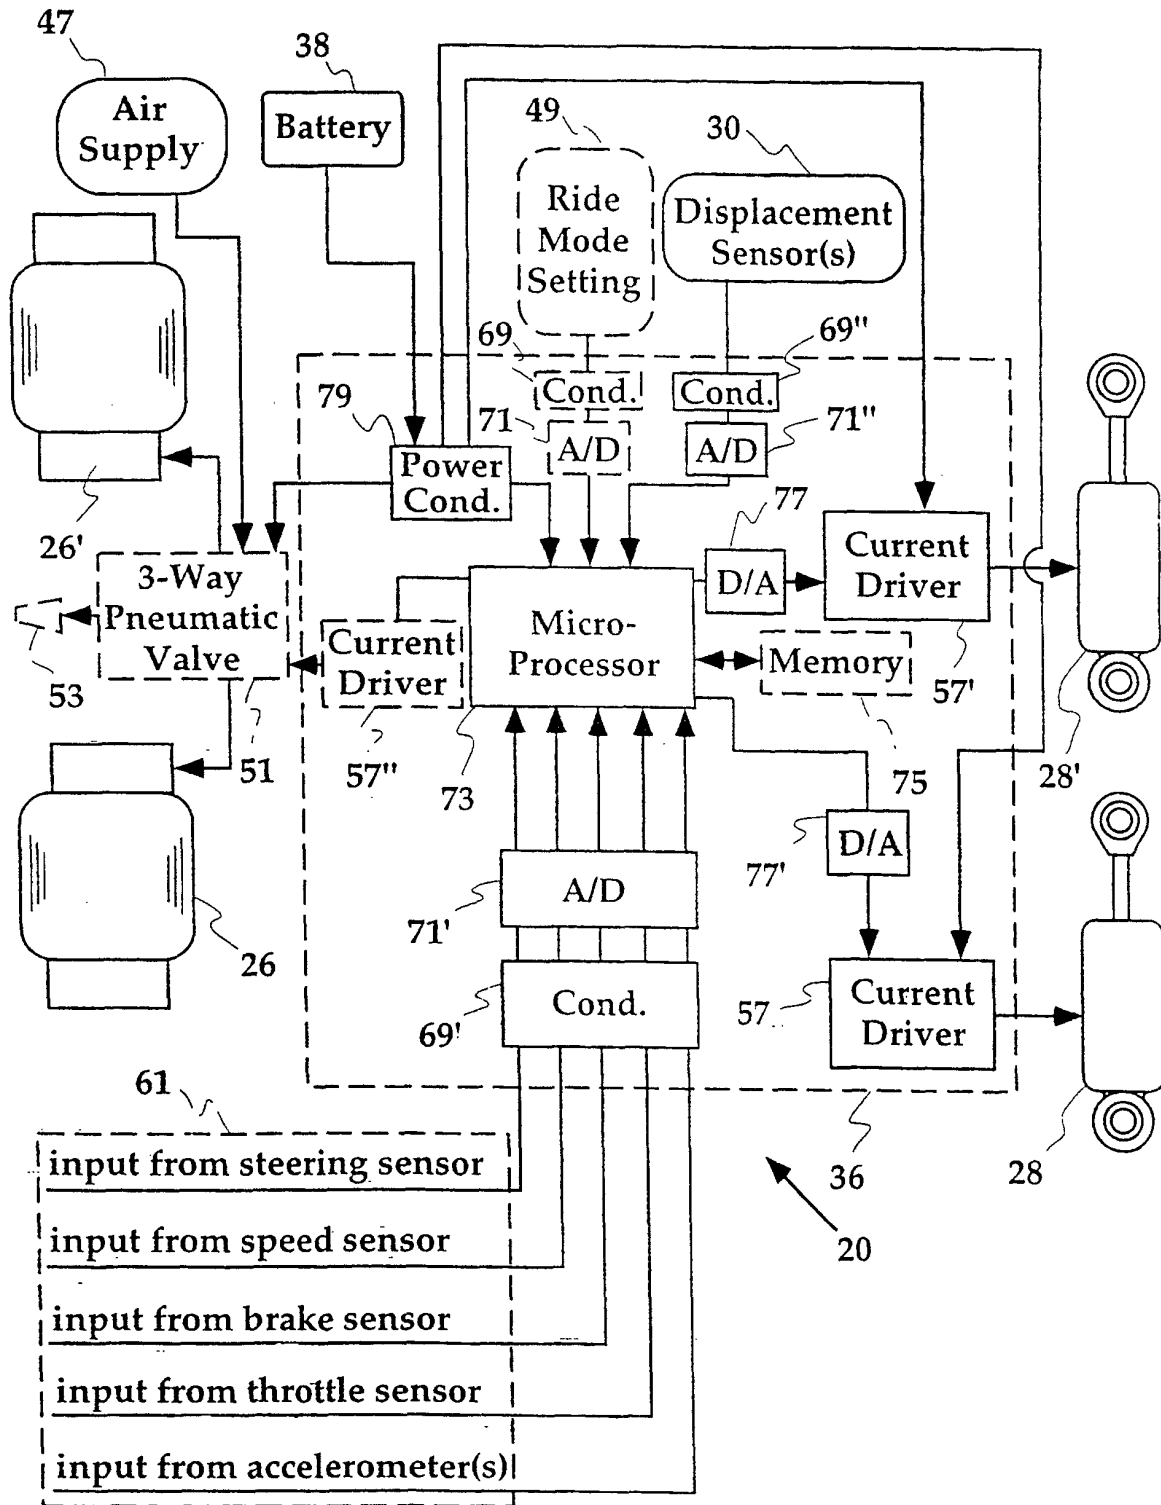 47
Air
Supply
38
Battery
49
Ride
Mode
Setting
30
Displacement
Sensor(s)
69
Cond.
69"
Cond.
71
A/D
71"
A/D
79
Power
Cond.
77
D/A
Current
Driver
57'
26'
3-Way
Pneumatic
Valve
53
51
Current
Driver
57"
Micro-
Processor
73
Memory
75
28'
26
77'
D/A
A/D
71'
Cond.
69'
57
Current
Driver
28
36
20
61
input from steering sensor
input from speed sensor
input from brake sensor
input from throttle sensor
input from accelerometer(s)